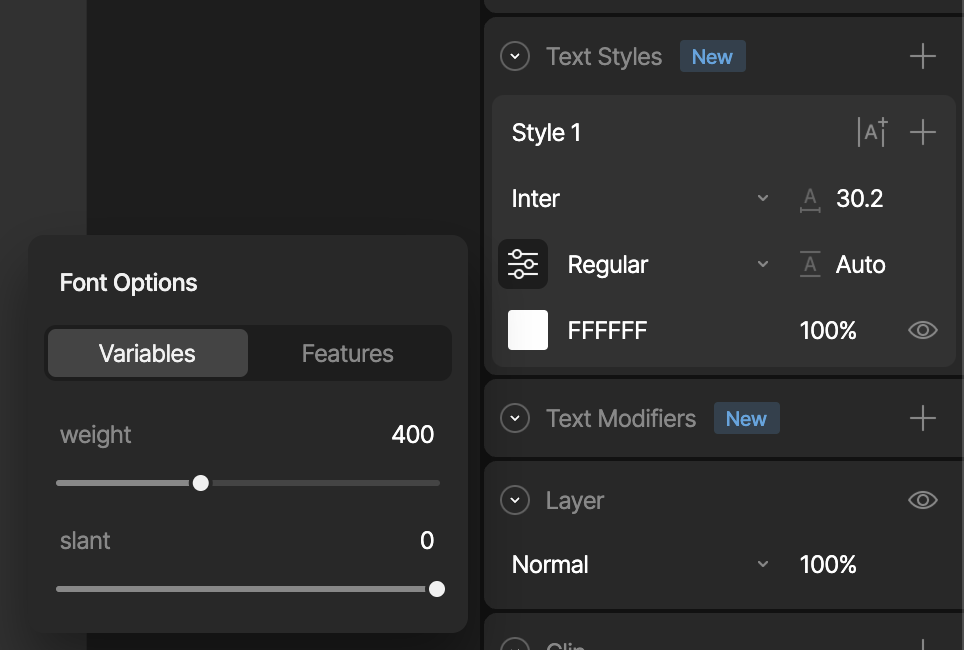 Text Styles New
Style 1
Inter 30.2
Regular Auto
FFFFFF 100%
Font Options
Variables Features
weight 400
slant 0
Text Modifiers New
Layer
Normal 100%